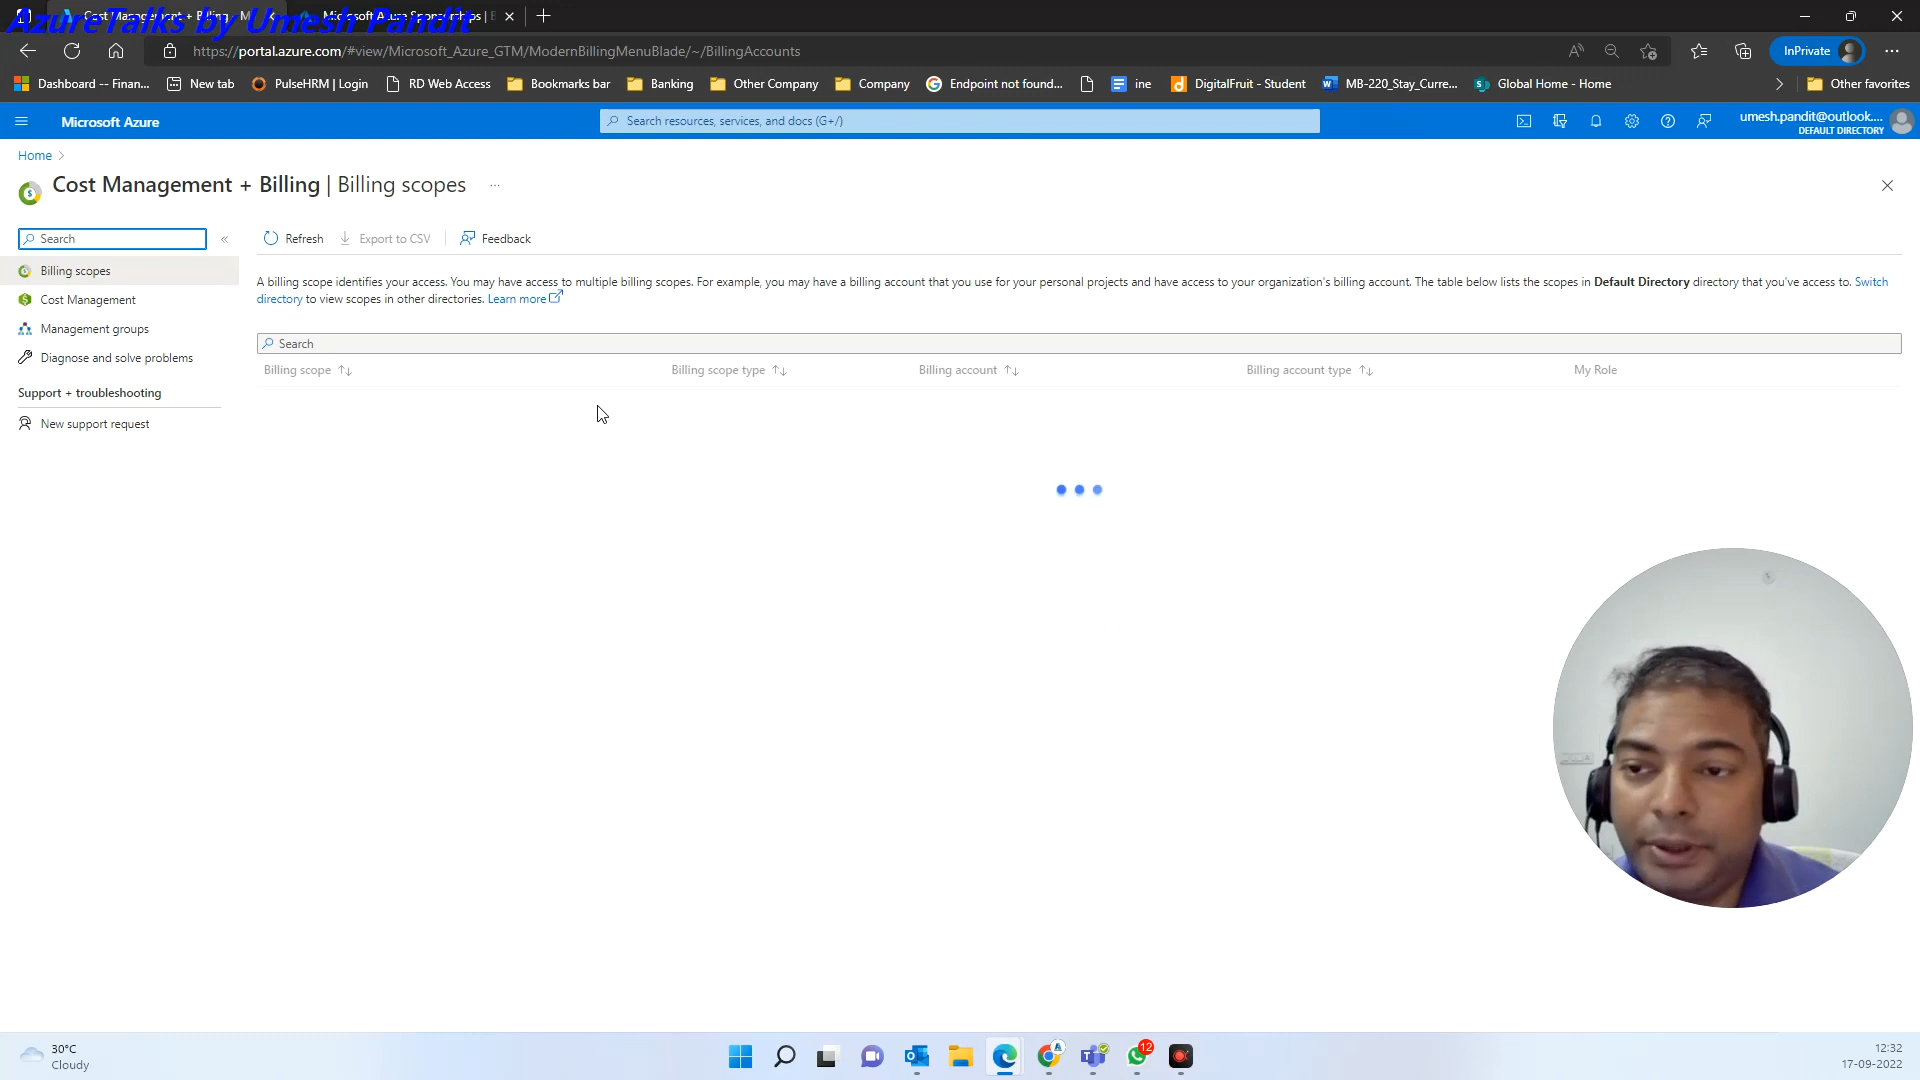 AzureTalks by Umesh Pandit
Cost Management + Billing - M
Microsoft Azure Sponsorships | B
https://portal.azure.com/#view/Microsoft_Azure_GTM/ModernBillingMenuBlade/~/BillingAccounts
InPrivate
Dashboard -- Finan...
New tab
PulseHRM | Login
RD Web Access
Bookmarks bar
Banking
Other Company
Company
Endpoint not found...
ine
DigitalFruit - Student
MB-220_Stay_Curre...
Global Home - Home
Other favorites
Microsoft Azure
Search resources, services, and docs (G+/)
umesh.pandit@outlook....
DEFAULT DIRECTORY
Home
Cost Management + Billing | Billing scopes
Search
Refresh
Export to CSV
Feedback
Billing scopes
Cost Management
Management groups
Diagnose and solve problems
Support + troubleshooting
New support request
A billing scope identifies your access. You may have access to multiple billing scopes. For example, you may have a billing account that you use for your personal projects and have access to your organization's billing account. The table below lists the scopes in Default Directory directory that you've access to. Switch
directory to view scopes in other directories. Learn more
Search
Billing scope
Billing scope type
Billing account
Billing account type
My Role
30°C
Cloudy
12
12:32
17-09-2022